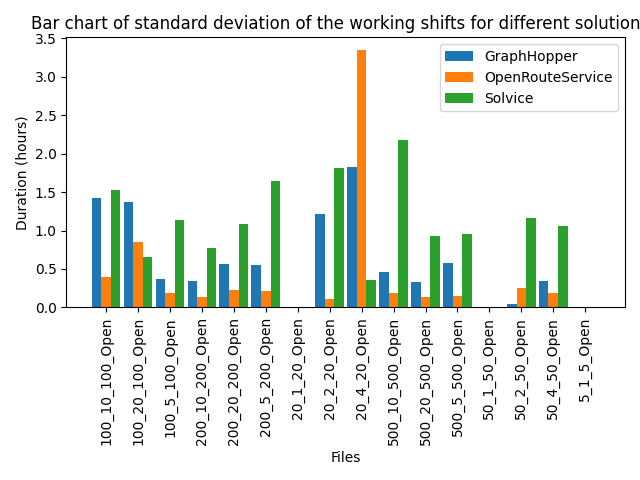 Bar chart of standard deviation of the working shifts for different solution
3.5
3.0
2.5
2.0
1.5
1.0
0.5
0.0
Duration (hours)
GraphHopper
OpenRouteService
Solvice
100_10_100_Open
100_20_100_Open
100_5_100_Open
200_10_200_Open
200_20_200_Open
200_5_200_Open
20_1_20_Open
20_2_20_Open
20_4_20_Open
500_10_500_Open
500_20_500_Open
500_5_500_Open
50_1_50_Open
50_2_50_Open
50_4_50_Open
5_1_5_Open
Files